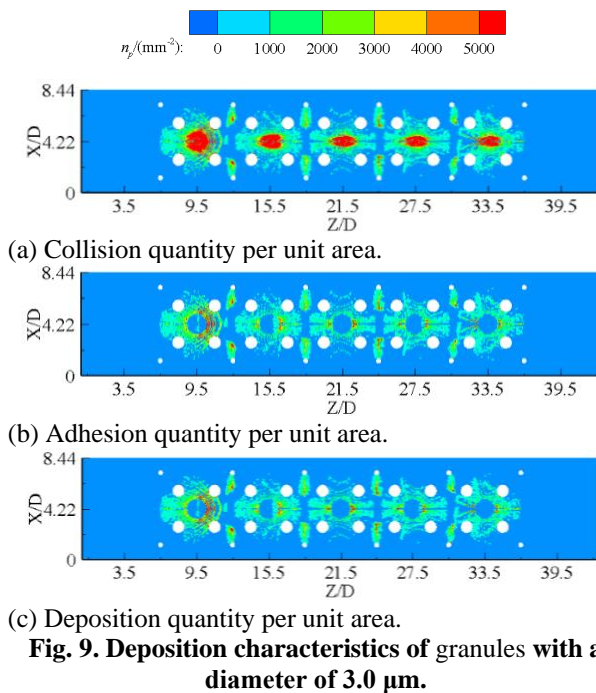 n_p/(mm⁻²): 0 1000 2000 3000 4000 5000
8.44
X/D
4.22
0
3.5 9.5 15.5 21.5 27.5 33.5 39.5
Z/D
(a) Collision quantity per unit area.
8.44
X/D
4.22
0
3.5 9.5 15.5 21.5 27.5 33.5 39.5
Z/D
(b) Adhesion quantity per unit area.
8.44
X/D
4.22
0
3.5 9.5 15.5 21.5 27.5 33.5 39.5
Z/D
(c) Deposition quantity per unit area.
Fig. 9. Deposition characteristics of granules with a
diameter of 3.0 μm.